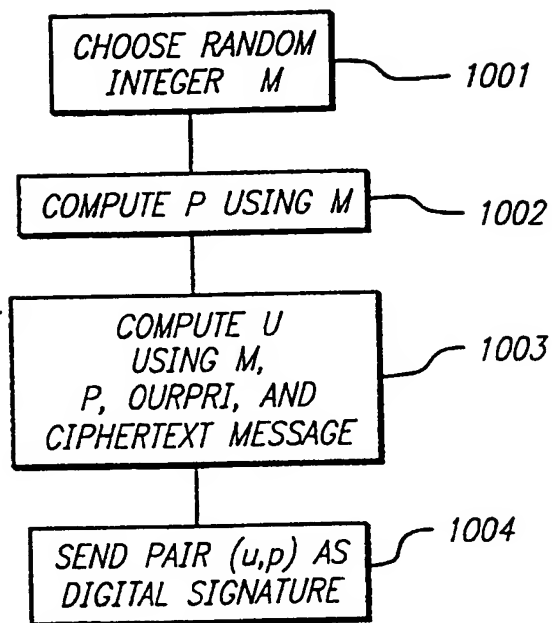 CHOOSE RANDOM
INTEGER M
1001
COMPUTE P USING M
1002
COMPUTE U
USING M,
P, OURPRI, AND
CIPHERTEXT MESSAGE
1003
SEND PAIR (u,p) AS
DIGITAL SIGNATURE
1004